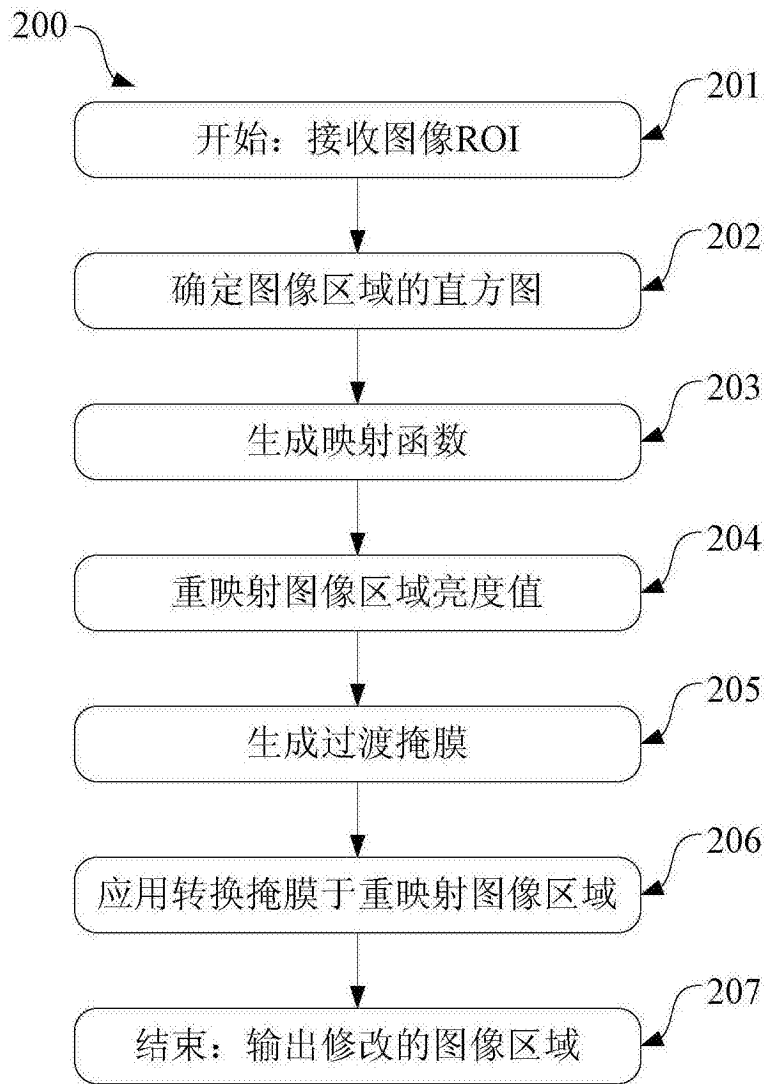 200
201
开始：接收图像ROI
202
确定图像区域的直方图
203
生成映射函数
204
重映射图像区域亮度值
205
生成过渡掩膜
206
应用转换掩膜于重映射图像区域
207
结束：输出修改的图像区域